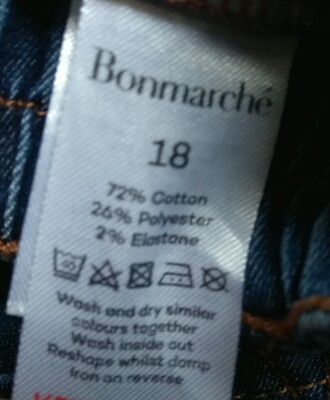 Bonmarché
18
72% Cotton
26% Polyester
2% Elastane
Wash and dry similar
colours together
Wash inside out
Reshape whilst damp
Iron on reverse